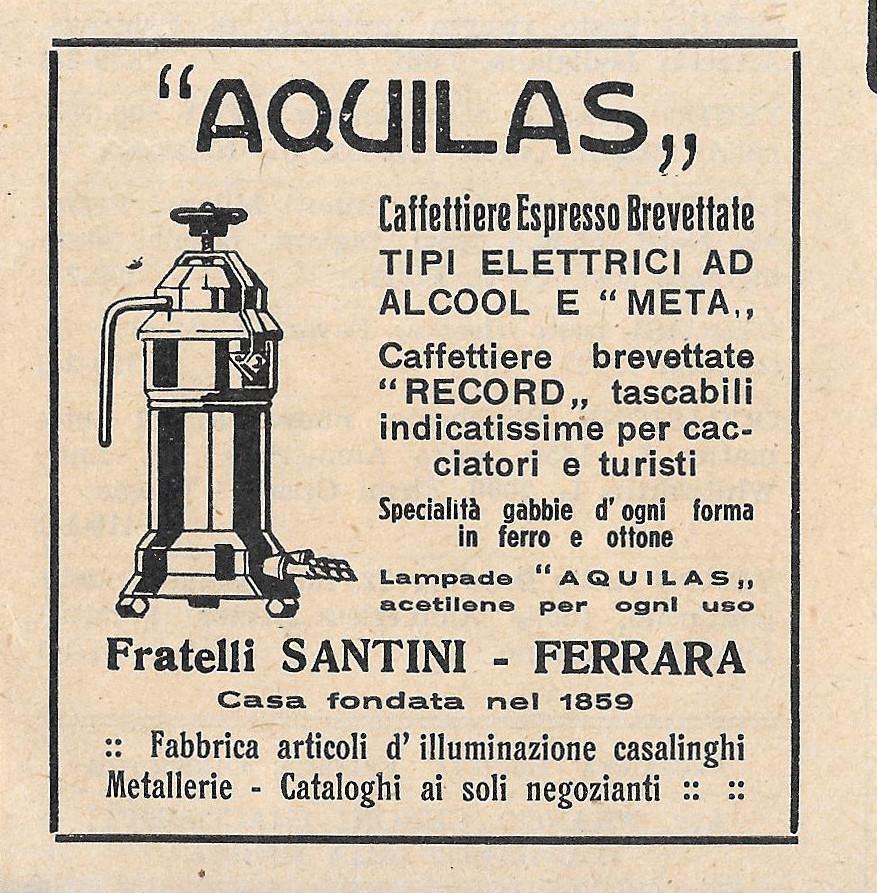 “AQUILAS„
Caffettiere Espresso Brevettate
TIPI ELETTRICI AD
ALCOOL E “META„
Caffettiere brevettate
“RECORD„ tascabili
indicatissime per cac-
ciatori e turisti
Specialità gabbie d'ogni forma
in ferro e ottone
Lampade “AQUILAS„
acetilene per ogni uso
Fratelli SANTINI - FERRARA
Casa fondata nel 1859
:: Fabbrica articoli d'illuminazione casalinghi
Metallerie - Cataloghi ai soli negozianti :: ::